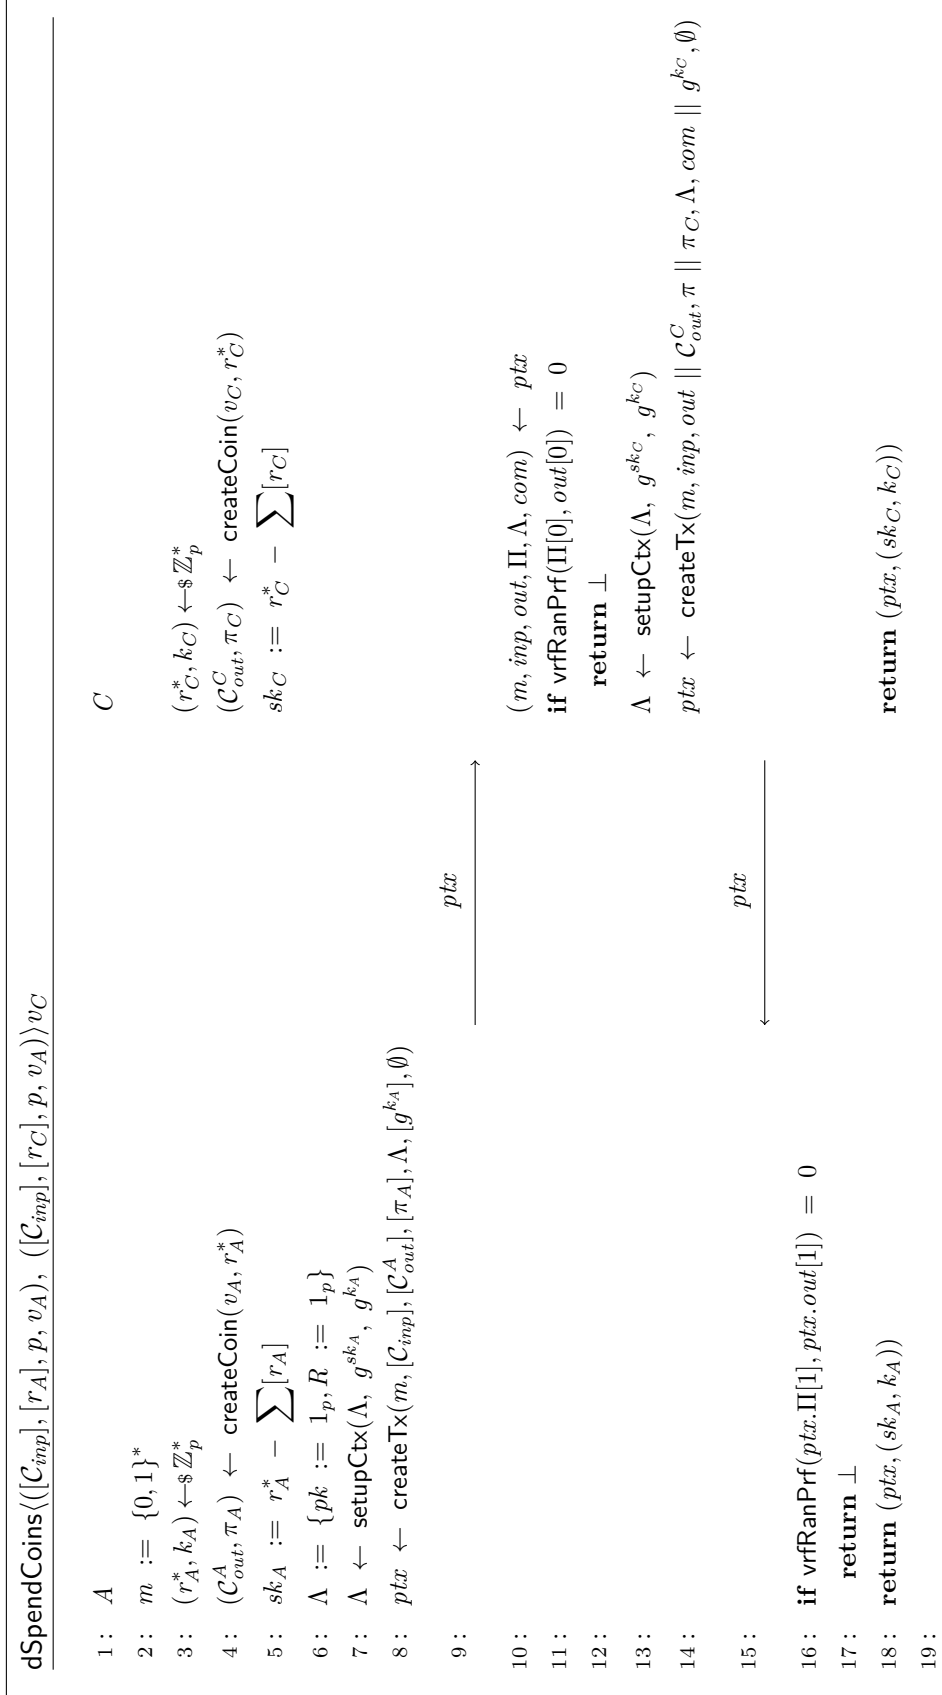 dSpendCoins⟨([𝒞_inp], [r_A], p, v_A), ([𝒞_inp], [r_C], p, v_A)⟩v_C
1 : A C
2 : m := {0, 1}*
3 : (r*_A, k_A) ←$ ℤ*_p (r*_C, k_C) ←$ ℤ*_p
4 : (𝒞^A_out, π_A) ← createCoin(v_A, r*_A) (𝒞^C_out, π_C) ← createCoin(v_C, r*_C)
5 : sk_A := r*_A − ∑[r_A] sk_C := r*_C − ∑[r_C]
6 : Λ := {pk := 1_p, R := 1_p}
7 : Λ ← setupCtx(Λ, g^{sk_A}, g^{k_A})
8 : ptx ← createTx(m, [𝒞_inp], [𝒞^A_out], [π_A], Λ, [g^{k_A}], ∅)
9 : ptx
10 : (m, inp, out, Π, Λ, com) ← ptx
11 : if vrfRanPrf(Π[0], out[0]) = 0
12 : return ⊥
13 : Λ ← setupCtx(Λ, g^{sk_C}, g^{k_C})
14 : ptx ← createTx(m, inp, out || 𝒞^C_out, π || π_C, Λ, com || g^{k_C}, ∅)
15 : ptx
16 : if vrfRanPrf(ptx.Π[1], ptx.out[1]) = 0
17 : return ⊥
18 : return (ptx, (sk_A, k_A)) return (ptx, (sk_C, k_C))
19 :